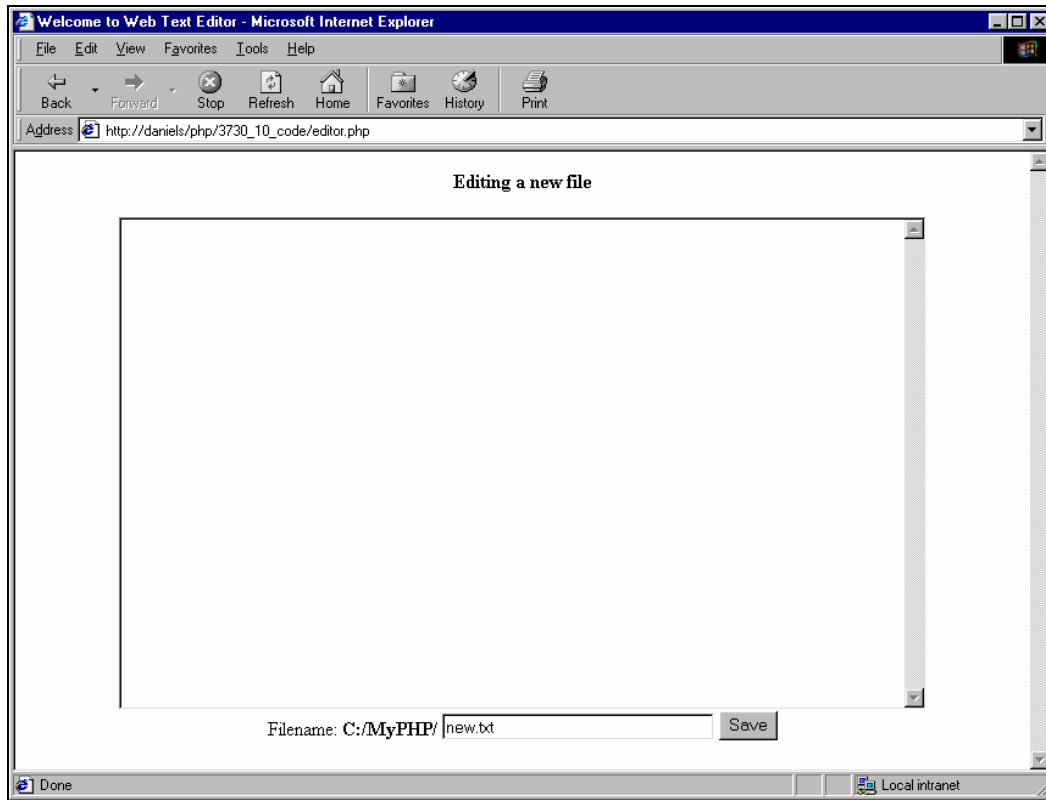 Welcome to Web Text Editor - Microsoft Internet Explorer
File Edit View Favorites Tools Help
Back Forward Stop Refresh Home Favorites History Print
Address http://daniels/php/3730_10_code/editor.php
Editing a new file
Filename: C:/MyPHP/ new.txt Save
Done Local intranet